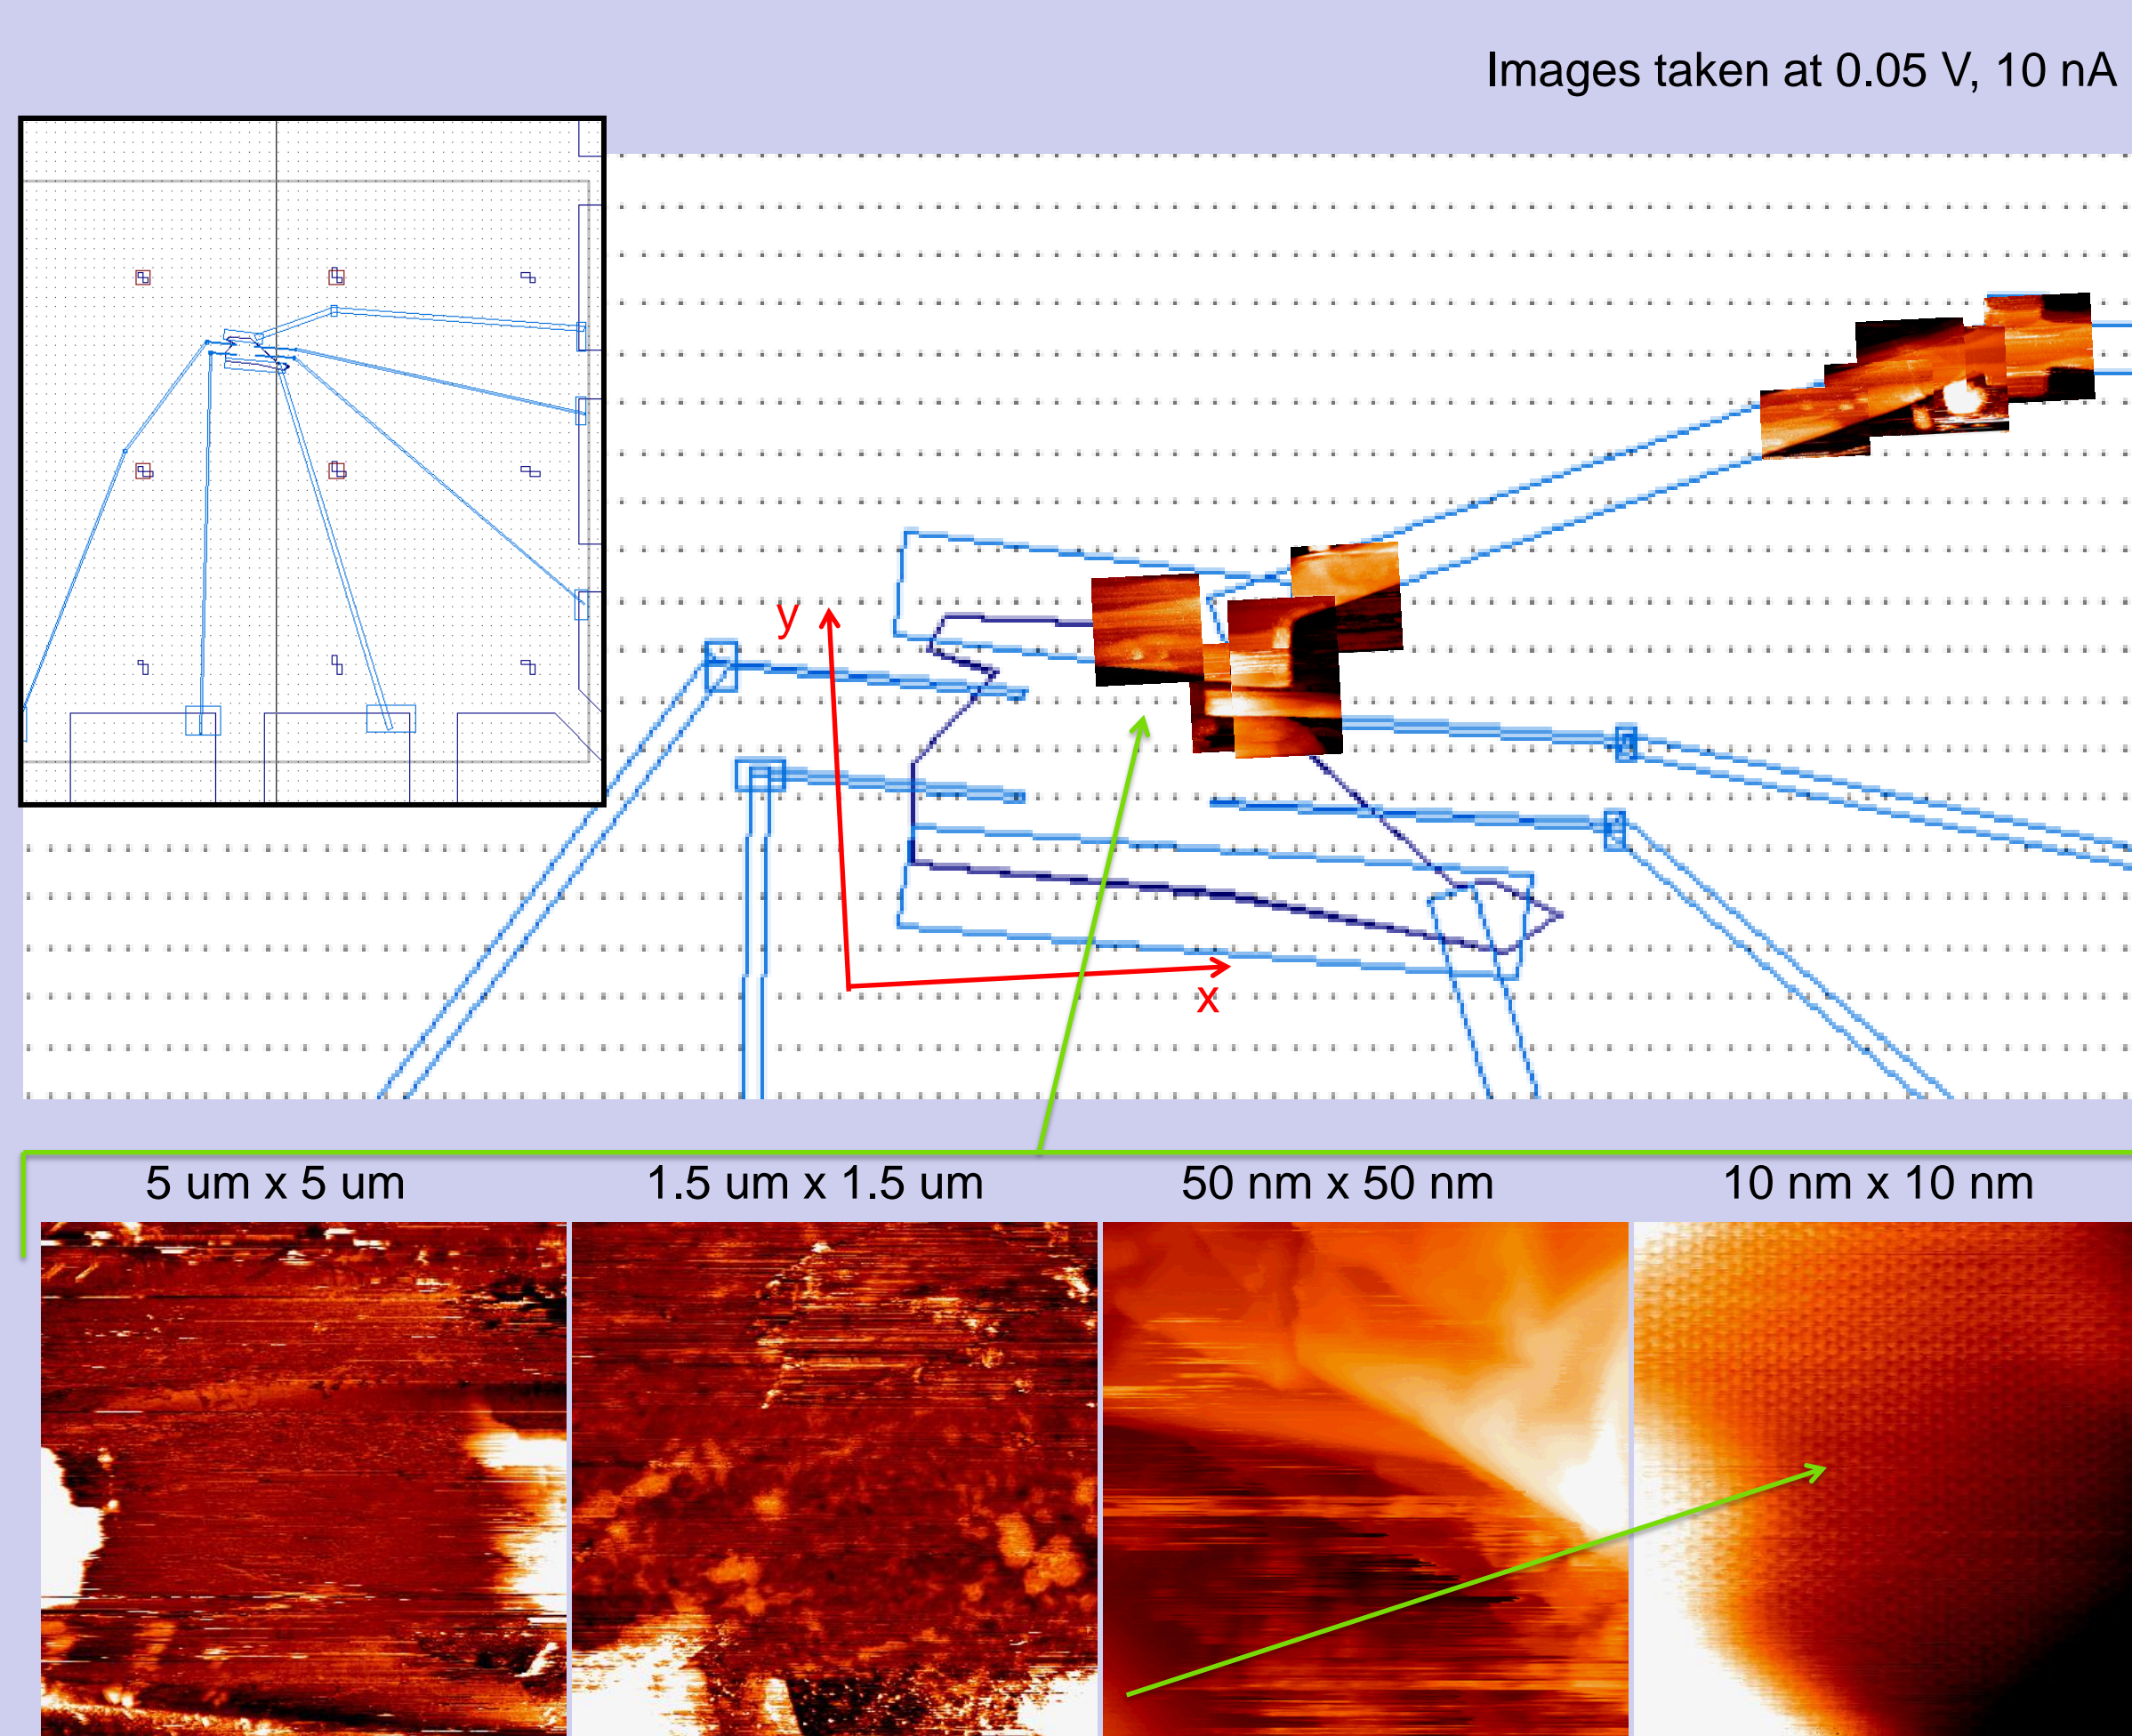 Images taken at 0.05 V, 10 nA
y
x
5 um x 5 um
1.5 um x 1.5 um
50 nm x 50 nm
10 nm x 10 nm